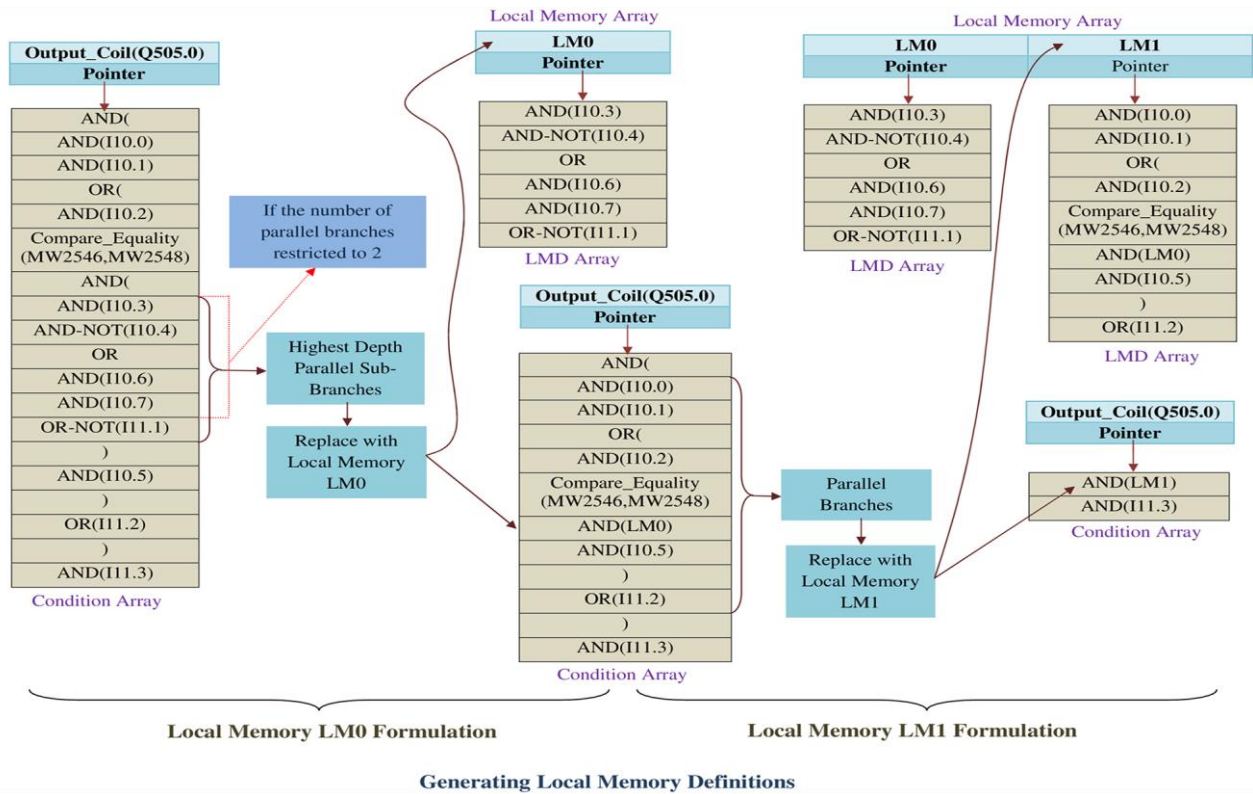 Output_Coil(Q505.0)
Pointer
AND(
AND(I10.0)
AND(I10.1)
OR(
AND(I10.2)
Compare_Equality
(MW2546,MW2548)
AND(
AND(I10.3)
AND-NOT(I10.4)
OR
AND(I10.6)
AND(I10.7)
OR-NOT(I11.1)
)
AND(I10.5)
)
OR(I11.2)
)
AND(I11.3)
Condition Array
If the number of
parallel branches
restricted to 2
Highest Depth
Parallel Sub-
Branches
Replace with
Local Memory
LM0
Local Memory Array
LM0
Pointer
AND(I10.3)
AND-NOT(I10.4)
OR
AND(I10.6)
AND(I10.7)
OR-NOT(I11.1)
LMD Array
Output_Coil(Q505.0)
Pointer
AND(
AND(I10.0)
AND(I10.1)
OR(
AND(I10.2)
Compare_Equality
(MW2546,MW2548)
AND(LM0)
AND(I10.5)
)
OR(I11.2)
)
AND(I11.3)
Condition Array
Parallel
Branches
Replace with
Local Memory
LM1
Local Memory Array
LM0 LM1
Pointer Pointer
AND(I10.3)
AND-NOT(I10.4)
OR
AND(I10.6)
AND(I10.7)
OR-NOT(I11.1)
LMD Array
AND(I10.0)
AND(I10.1)
OR(
AND(I10.2)
Compare_Equality
(MW2546,MW2548)
AND(LM0)
AND(I10.5)
)
OR(I11.2)
LMD Array
Output_Coil(Q505.0)
Pointer
AND(LM1)
AND(I11.3)
Condition Array
Local Memory LM0 Formulation
Local Memory LM1 Formulation
Generating Local Memory Definitions